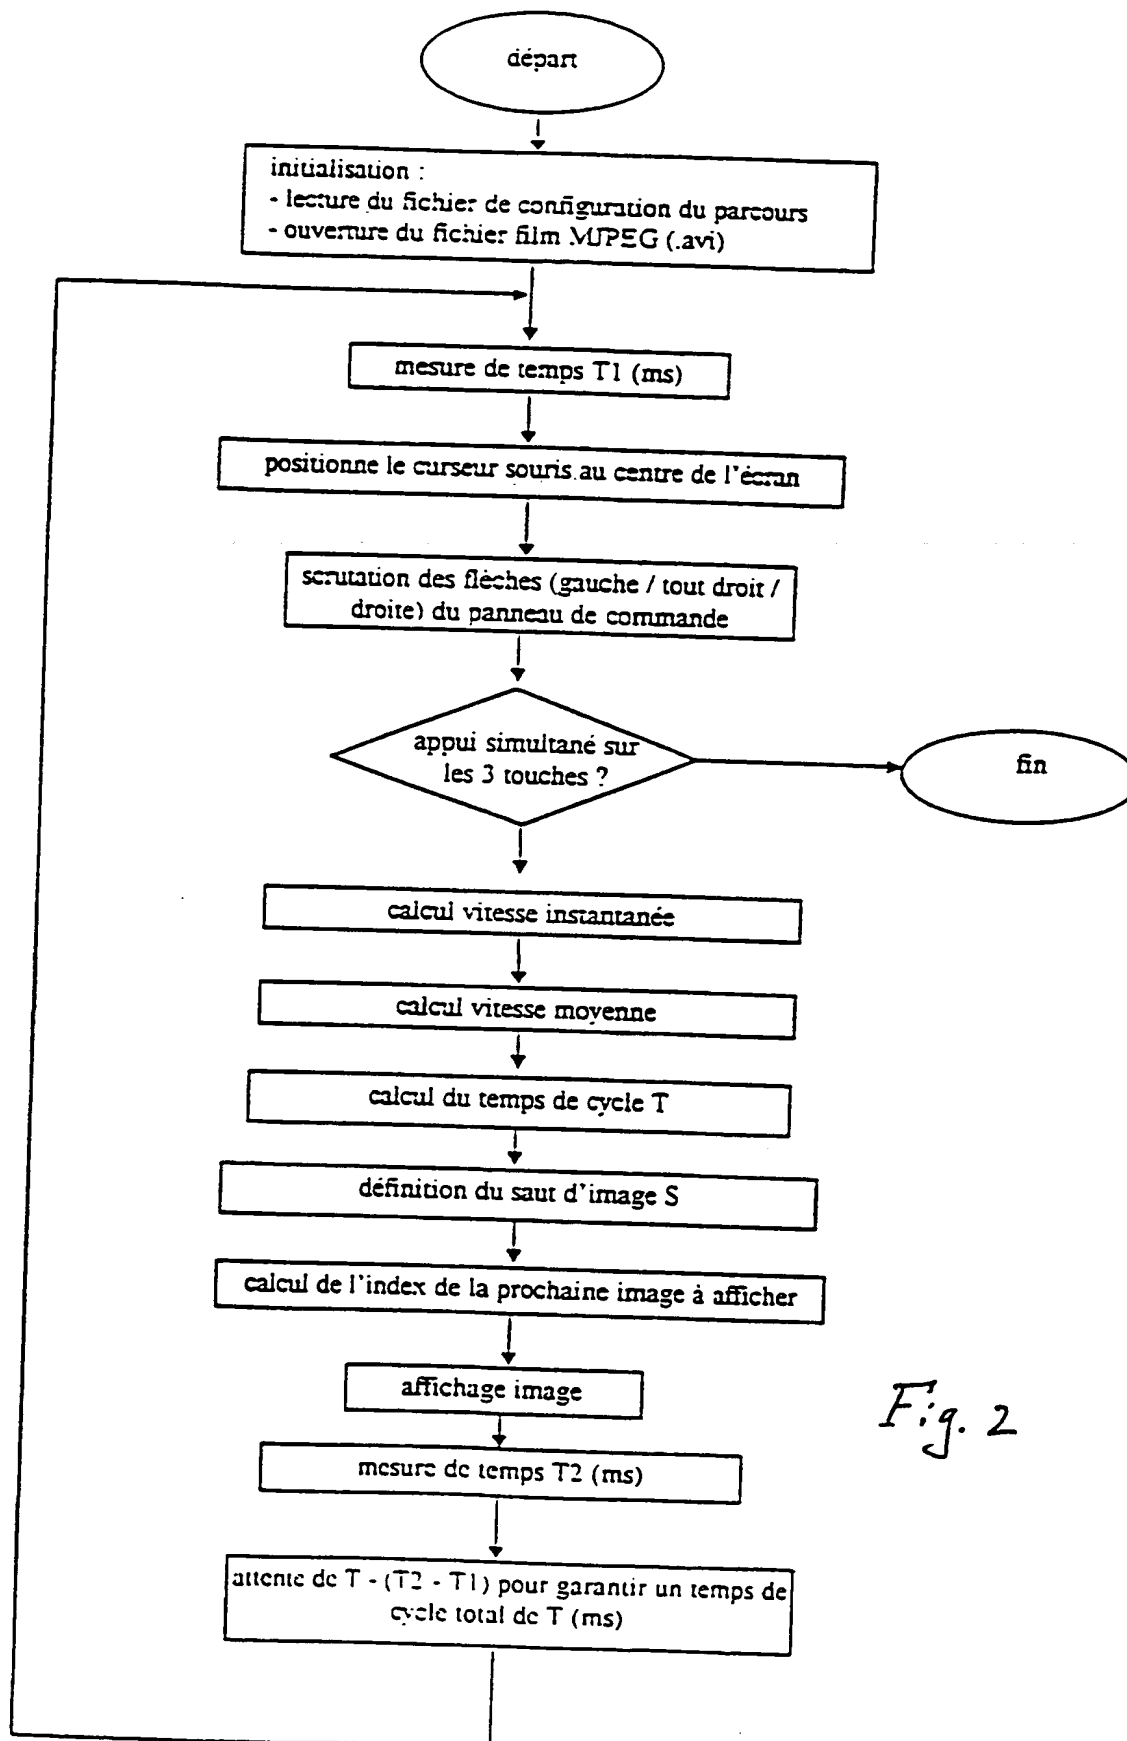 départ
initialisation :
- lecture du fichier de configuration du parcours
- ouverture du fichier film MJPEG (.avi)
mesure de temps T1 (ms)
positionne le curseur souris au centre de l'écran
scrutation des flèches (gauche / tout droit /
droite) du panneau de commande
appui simultané sur
les 3 touches ?
fin
calcul vitesse instantanée
calcul vitesse moyenne
calcul du temps de cycle T
définition du saut d'image S
calcul de l'index de la prochaine image à afficher
affichage image
mesure de temps T2 (ms)
attente de T - (T2 - T1) pour garantir un temps de
cycle total de T (ms)
Fig. 2